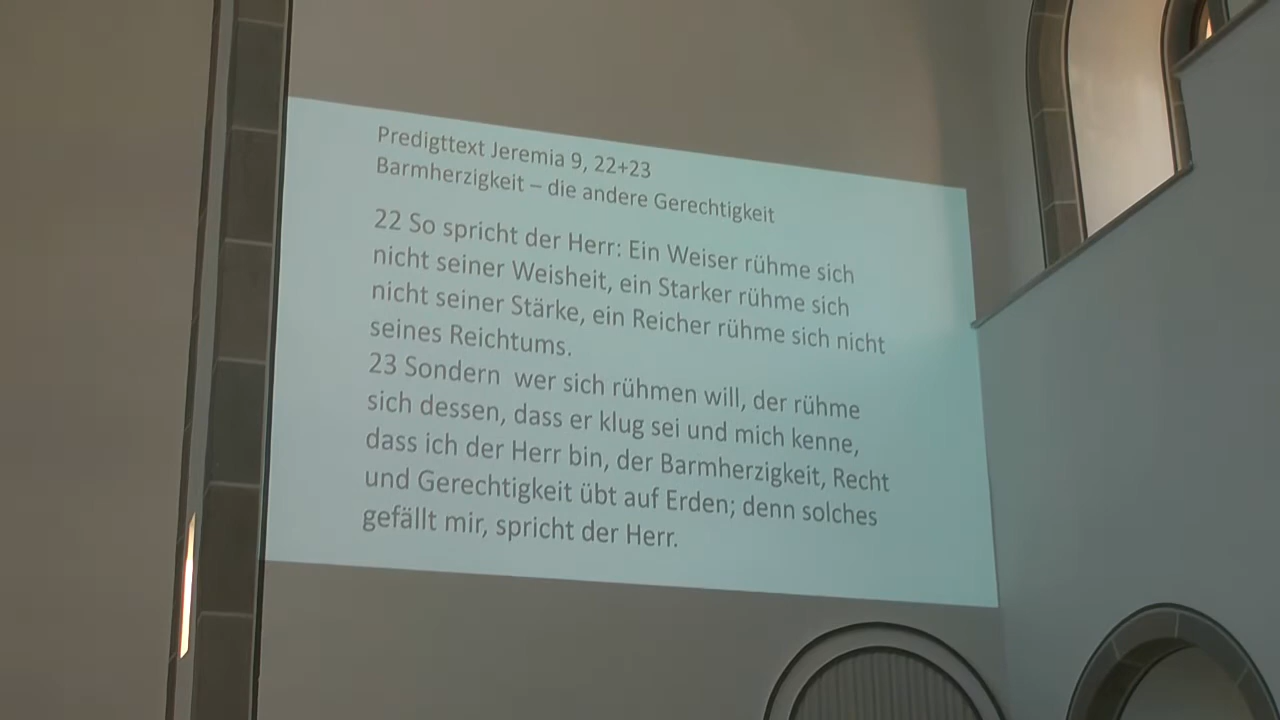 Predigttext Jeremia 9, 22+23
Barmherzigkeit – die andere Gerechtigkeit
22 So spricht der Herr: Ein Weiser rühme sich
nicht seiner Weisheit, ein Starker rühme sich
nicht seiner Stärke, ein Reicher rühme sich nicht
seines Reichtums.
23 Sondern  wer sich rühmen will, der rühme
sich dessen, dass er klug sei und mich kenne,
dass ich der Herr bin, der Barmherzigkeit, Recht
und Gerechtigkeit übt auf Erden; denn solches
gefällt mir, spricht der Herr.